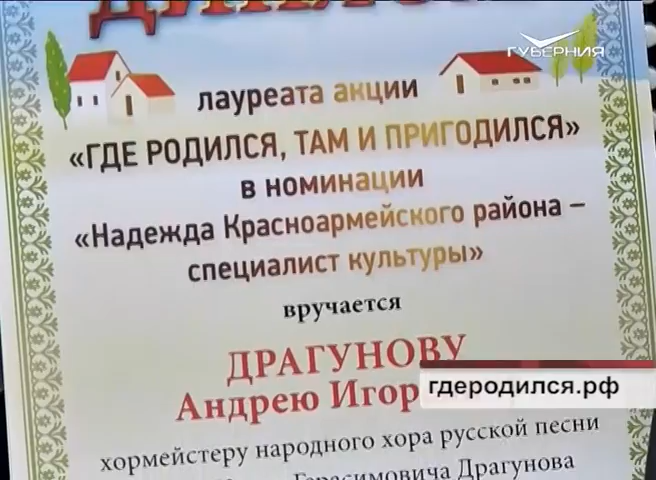 ГУБЕРНИЯ
лауреата акции
«ГДЕ РОДИЛСЯ, ТАМ И ПРИГОДИЛСЯ»
в номинации
«Надежда Красноармейского района –
специалист культуры»
вручается
ДРАГУНОВУ
Андрею
гдеродился.рф
хормейстеру народного хора русской песни
Герасимовича Драгунова